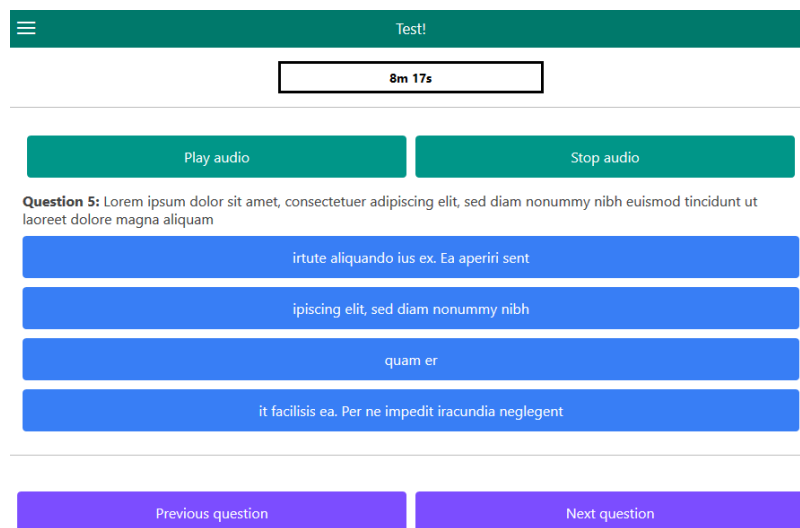 Test!
8m 17s
Play audio
Stop audio
Question 5: Lorem ipsum dolor sit amet, consectetuer adipiscing elit, sed diam nonummy nibh euismod tincidunt ut
laoreet dolore magna aliquam
irtute aliquando ius ex. Ea aperiri sent
ipiscing elit, sed diam nonummy nibh
quam er
it facilisis ea. Per ne impedit iracundia neglegent
Previous question
Next question